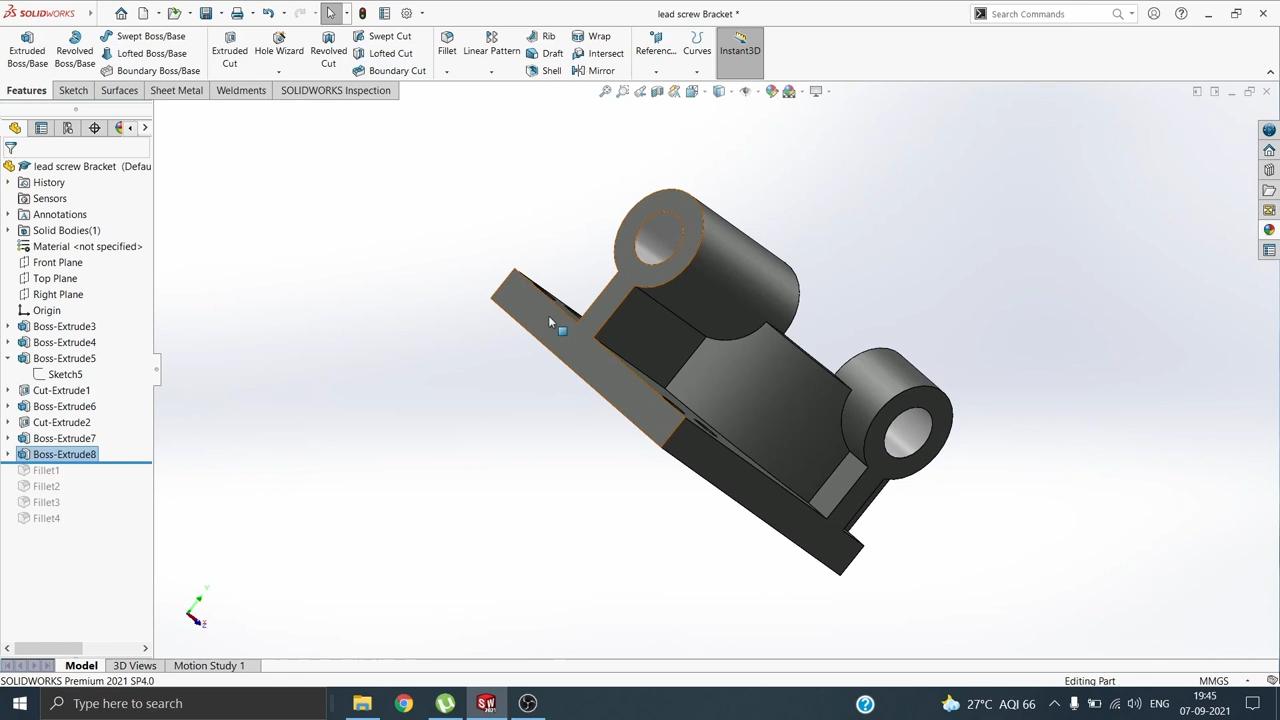 SOLIDWORKS
lead screw Bracket *
Search Commands
Extruded Boss/Base
Revolved Boss/Base
Swept Boss/Base
Lofted Boss/Base
Boundary Boss/Base
Extruded Cut
Hole Wizard
Revolved Cut
Swept Cut
Lofted Cut
Boundary Cut
Fillet
Linear Pattern
Rib
Draft
Shell
Wrap
Intersect
Mirror
Referenc...
Curves
Instant3D
Features
Sketch
Surfaces
Sheet Metal
Weldments
SOLIDWORKS Inspection
lead screw Bracket (Defau
History
Sensors
Annotations
Solid Bodies(1)
Material <not specified>
Front Plane
Top Plane
Right Plane
Origin
Boss-Extrude3
Boss-Extrude4
Boss-Extrude5
Sketch5
Cut-Extrude1
Boss-Extrude6
Cut-Extrude2
Boss-Extrude7
Boss-Extrude8
Fillet1
Fillet2
Fillet3
Fillet4
Y
Z
Model
3D Views
Motion Study 1
SOLIDWORKS Premium 2021 SP4.0
Editing Part
MMGS
Type here to search
SW
2021
27°C AQI 66
ENG
19:45
07-09-2021